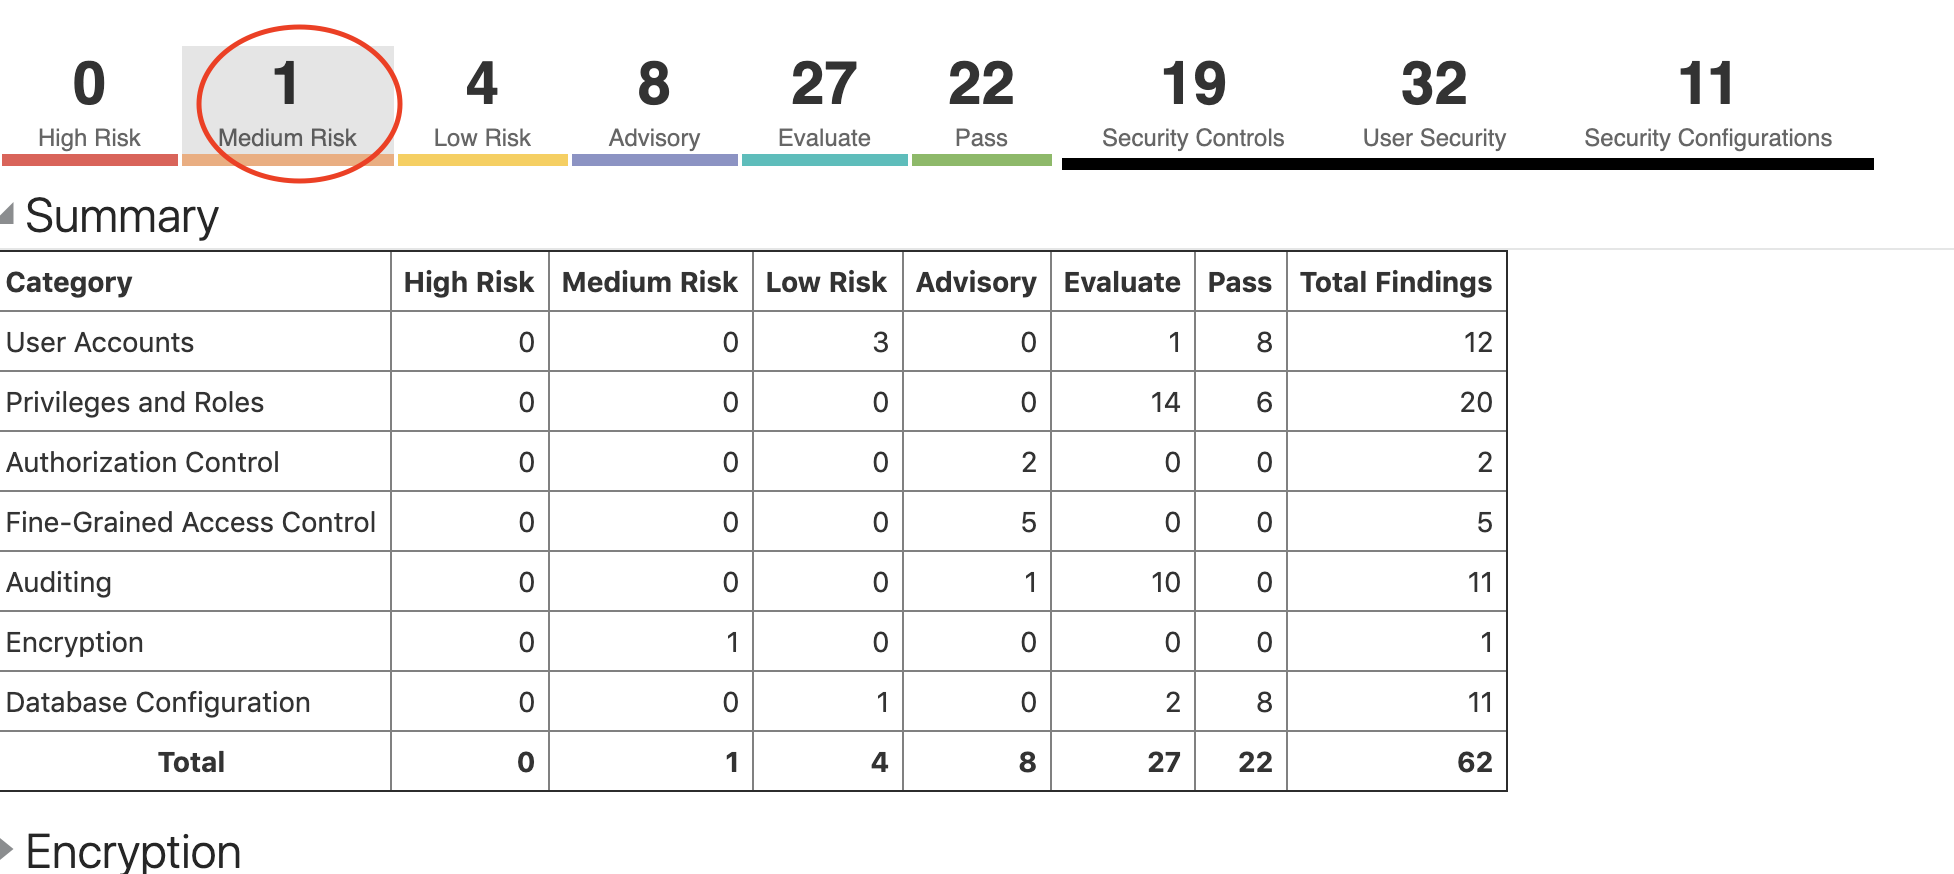 0 1 4 8 27 22 19 32 11
High Risk Medium Risk Low Risk Advisory Evaluate Pass Security Controls User Security Security Configurations
Summary
Category High Risk Medium Risk Low Risk Advisory Evaluate Pass Total Findings
User Accounts 0 0 3 0 1 8 12
Privileges and Roles 0 0 0 0 14 6 20
Authorization Control 0 0 0 2 0 0 2
Fine-Grained Access Control 0 0 0 5 0 0 5
Auditing 0 0 0 1 10 0 11
Encryption 0 1 0 0 0 0 1
Database Configuration 0 0 1 0 2 8 11
Total 0 1 4 8 27 22 62
Encryption